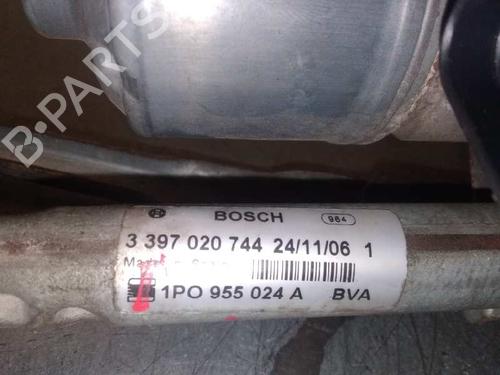 B-PARTS
BOSCH 984
3 397 020 744 24/11/06 1
1PO 955 024 A BVA